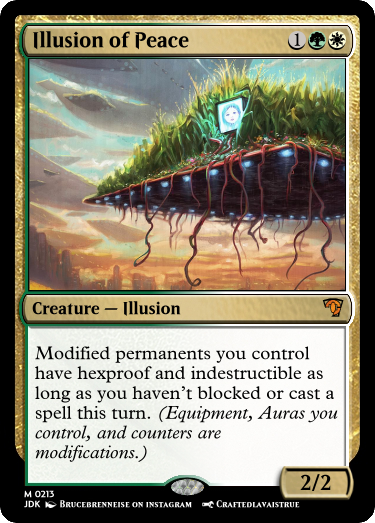 Illusion of Peace 1
Creature — Illusion
Modified permanents you control
have hexproof and indestructible as
long as you haven't blocked or cast a
spell this turn. (Equipment, Auras you
control, and counters are
modifications.)
2/2
M 0213
JDK Brucebrenneise on instagram Craftedlavaistrue